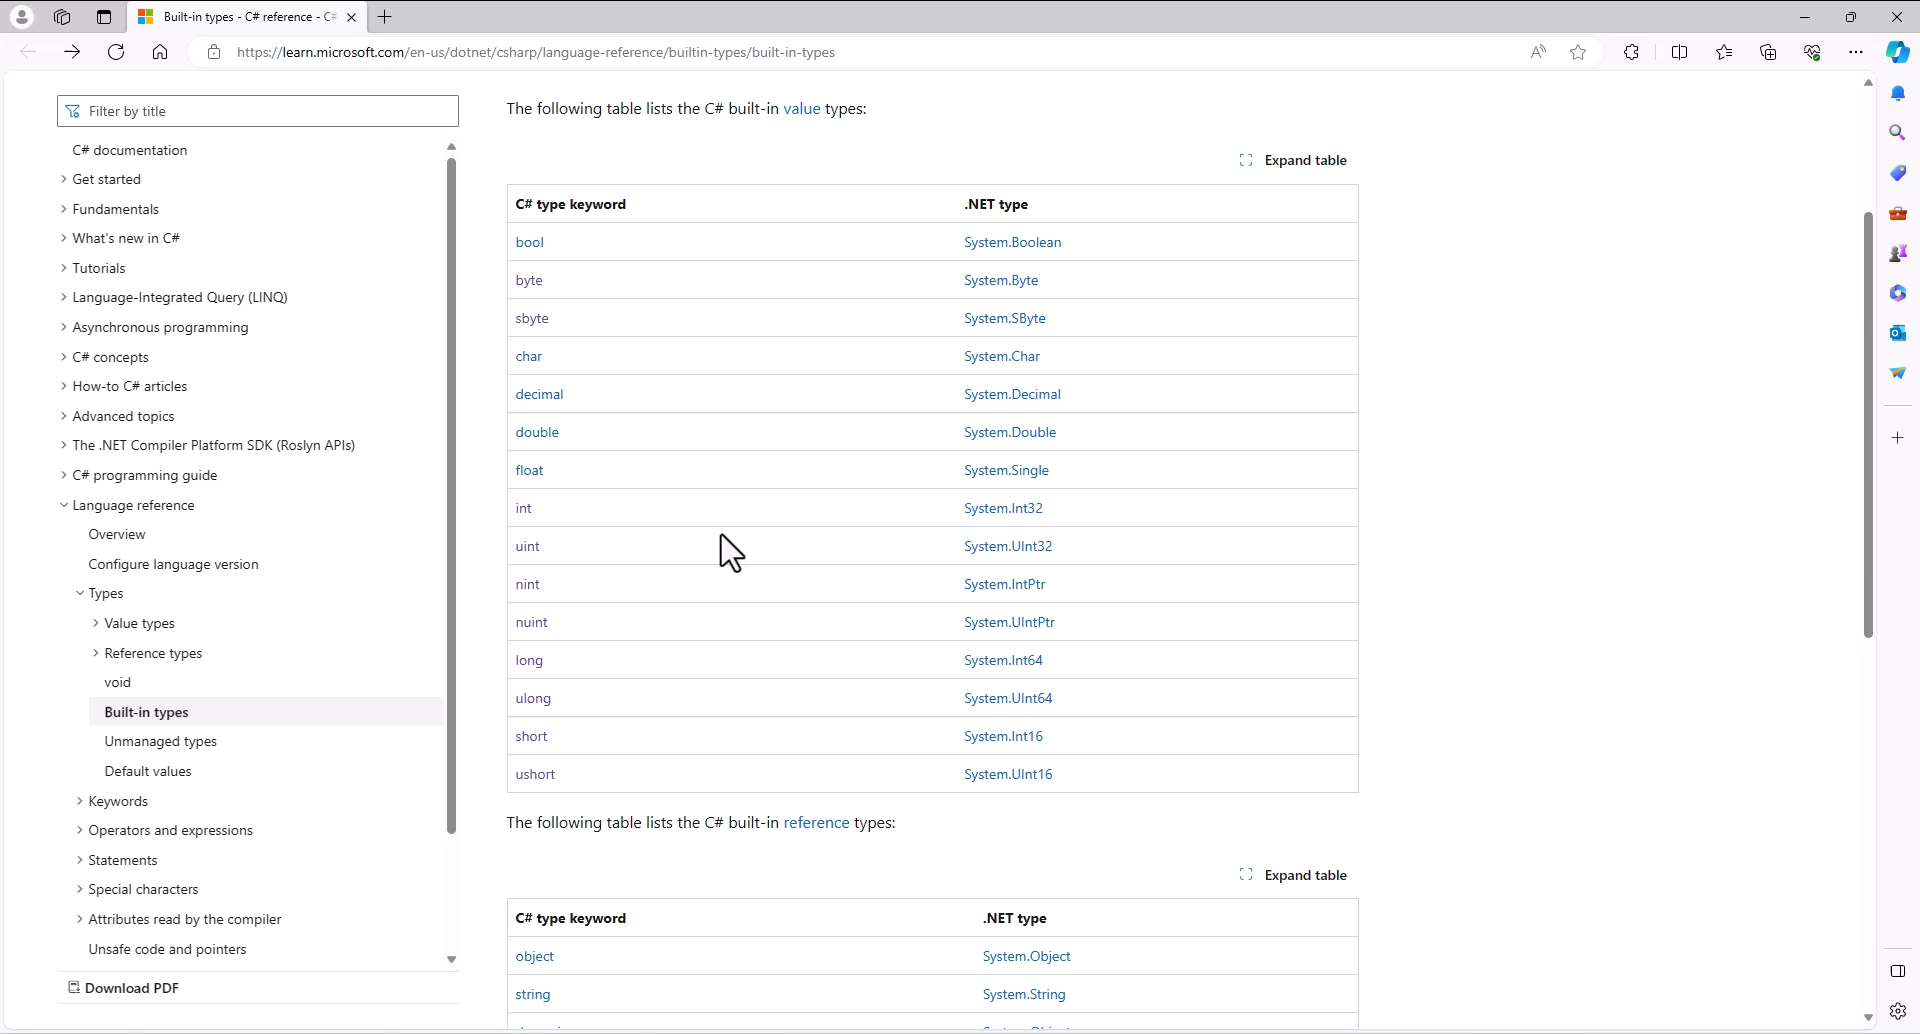 Built-in types - C# reference - C#
https://learn.microsoft.com/en-us/dotnet/csharp/language-reference/builtin-types/built-in-types
Filter by title
C# documentation
Get started
Fundamentals
What's new in C#
Tutorials
Language-Integrated Query (LINQ)
Asynchronous programming
C# concepts
How-to C# articles
Advanced topics
The .NET Compiler Platform SDK (Roslyn APIs)
C# programming guide
Language reference
Overview
Configure language version
Types
Value types
Reference types
void
Built-in types
Unmanaged types
Default values
Keywords
Operators and expressions
Statements
Special characters
Attributes read by the compiler
Unsafe code and pointers
Download PDF
The following table lists the C# built-in value types:
Expand table
C# type keyword .NET type
bool System.Boolean
byte System.Byte
sbyte System.SByte
char System.Char
decimal System.Decimal
double System.Double
float System.Single
int System.Int32
uint System.UInt32
nint System.IntPtr
nuint System.UIntPtr
long System.Int64
ulong System.UInt64
short System.Int16
ushort System.UInt16
The following table lists the C# built-in reference types:
Expand table
C# type keyword .NET type
object System.Object
string System.String